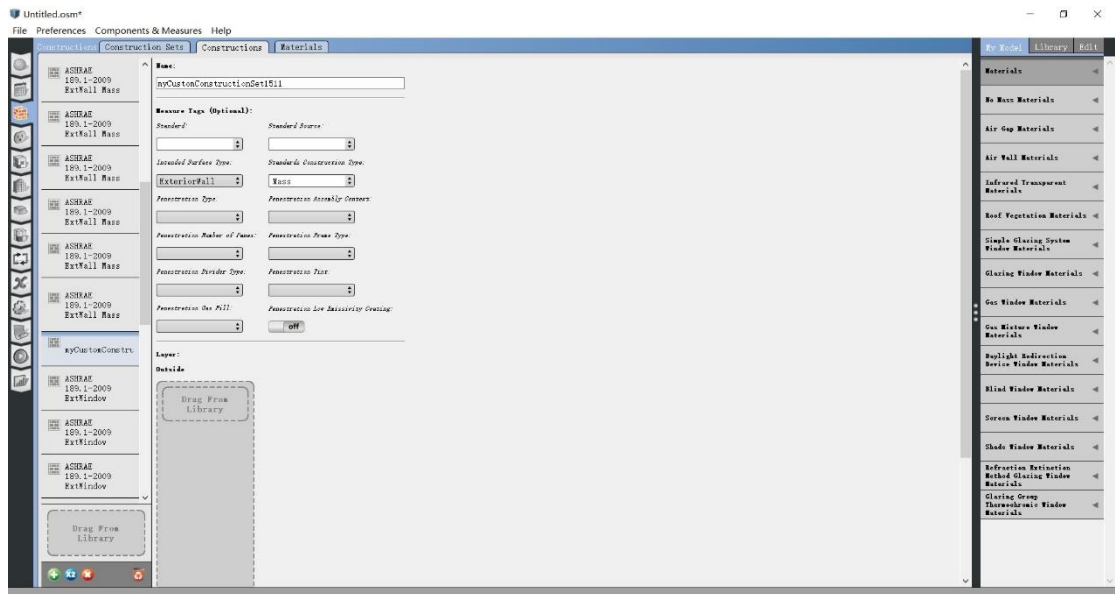 Untitled.osm*
File Preferences Components & Measures Help
Constructions Construction Sets Constructions Materials
My Model Library Edit
ASHRAE
189.1-2009
ExtWall Mass
ASHRAE
189.1-2009
ExtWall Mass
ASHRAE
189.1-2009
ExtWall Mass
ASHRAE
189.1-2009
ExtWall Mass
ASHRAE
189.1-2009
ExtWall Mass
ASHRAE
189.1-2009
ExtWall Mass
myCustomConstru
ASHRAE
189.1-2009
ExtWindow
ASHRAE
189.1-2009
ExtWindow
ASHRAE
189.1-2009
ExtWindow
Drag From
Library
x2
Name:
myCustomConstructionSet1511
Measure Tags (Optional):
Standard: Standard Source:
Intended Surface Type: Standards Construction Type:
ExteriorWall Mass
Fenestration Type: Fenestration Assembly Context:
Fenestration Number of Panes: Fenestration Frame Type:
Fenestration Divider Type: Fenestration Tint:
Fenestration Gas Fill: Fenestration Low Emissivity Coating:
off
Layer:
Outside
Drag From
Library
Materials
No Mass Materials
Air Gap Materials
Air Wall Materials
Infrared Transparent
Materials
Roof Vegetation Materials
Simple Glazing System
Window Materials
Glazing Window Materials
Gas Window Materials
Gas Mixture Window
Materials
Daylight Redirection
Device Window Materials
Blind Window Materials
Screen Window Materials
Shade Window Materials
Refraction Extinction
Method Glazing Window
Materials
Glazing Group
Thermochromic Window
Materials